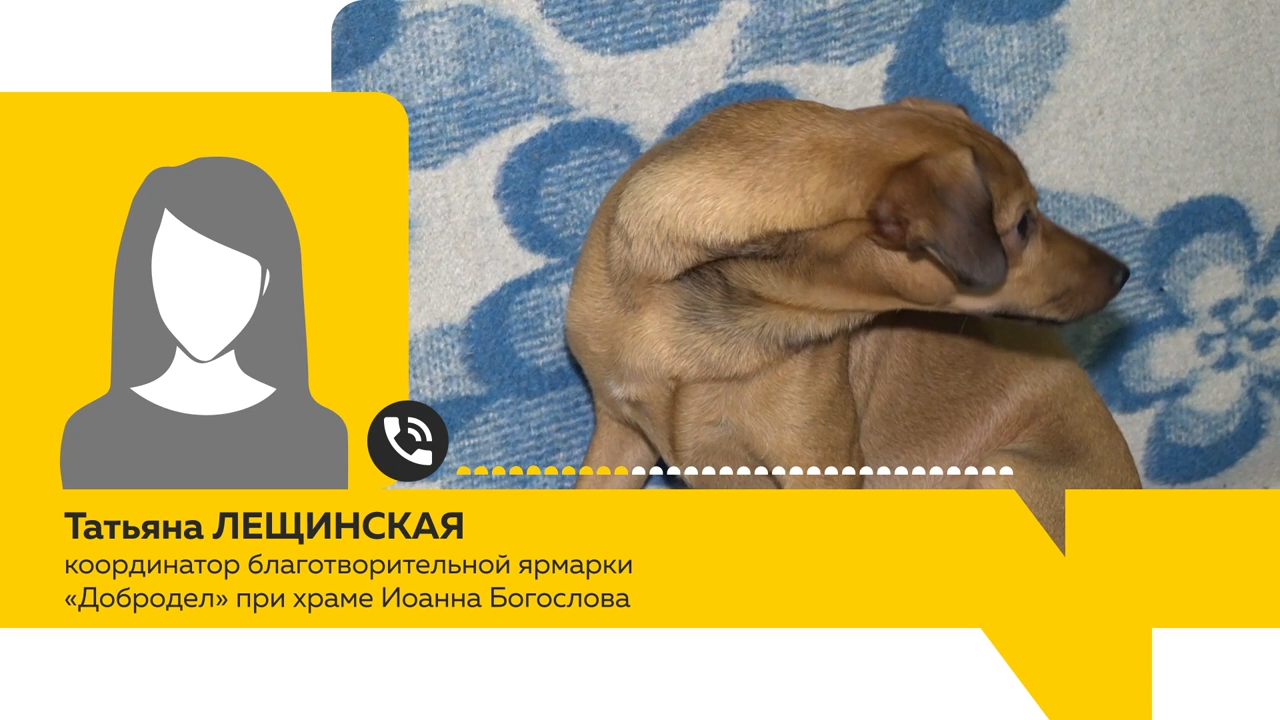 Татьяна ЛЕЩИНСКАЯ
координатор благотворительной ярмарки
«Добродел» при храме Иоанна Богослова